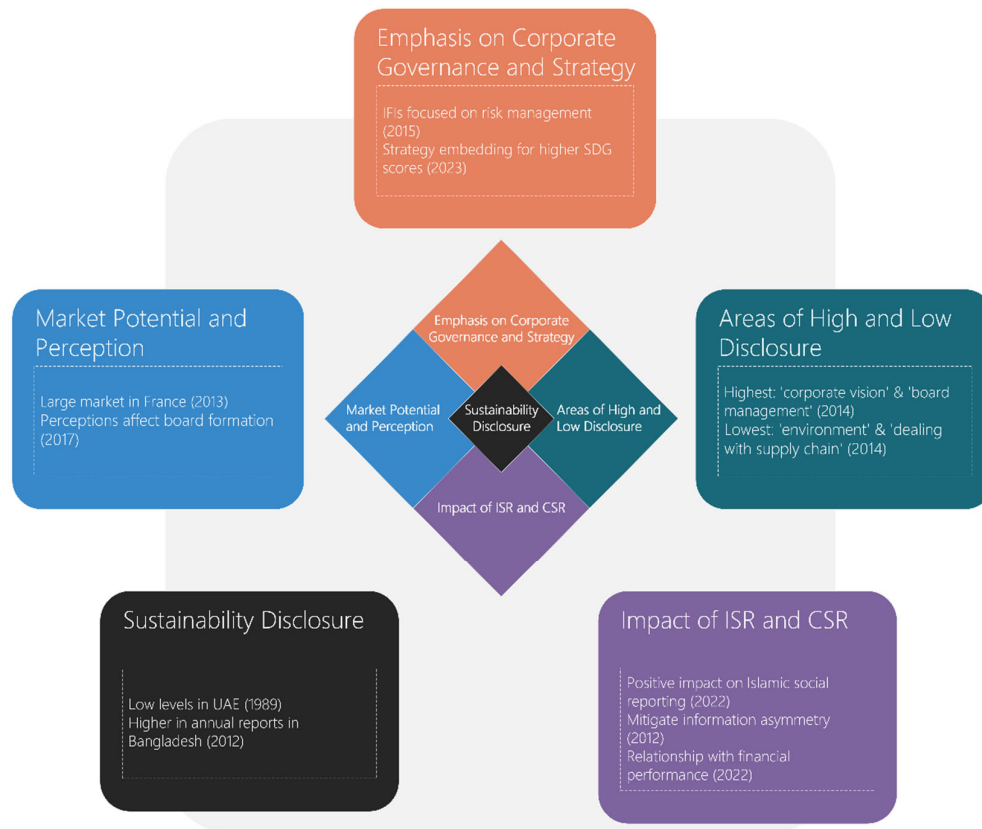 Emphasis on Corporate
Governance and Strategy
IFIs focused on risk management
(2015)
Strategy embedding for higher SDG
scores (2023)
Market Potential and
Perception
Large market in France (2013)
Perceptions affect board formation
(2017)
Emphasis on Corporate
Governance and Strategy
Market Potential
and Perception
Sustainability
Disclosure
Areas of High and
Low Disclosure
Impact of ISR and CSR
Areas of High and Low
Disclosure
Highest: 'corporate vision' & 'board
management' (2014)
Lowest: 'environment' & 'dealing
with supply chain' (2014)
Sustainability Disclosure
Low levels in UAE (1989)
Higher in annual reports in
Bangladesh (2012)
Impact of ISR and CSR
Positive impact on Islamic social
reporting (2022)
Mitigate information asymmetry
(2012)
Relationship with financial
performance (2022)